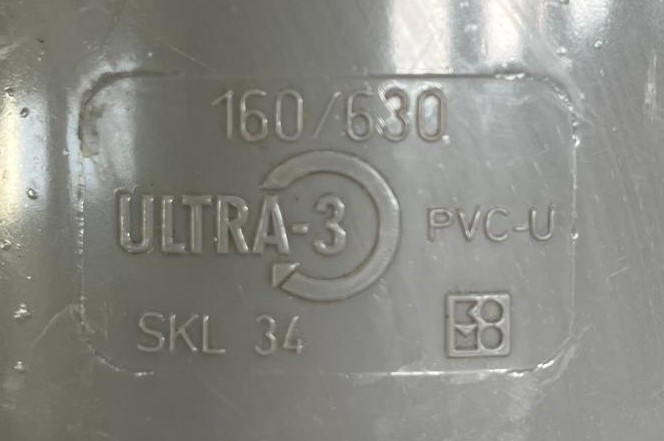 160/630
ULTRA-3 PVC-U
SKL 34